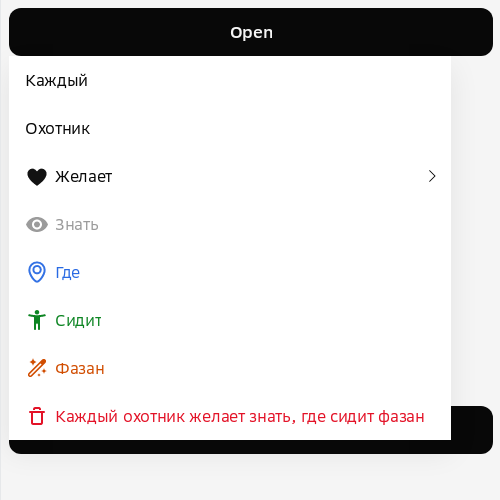 Open
Каждый
Охотник
Желает
Знать
Где
Сидит
Фазан
Каждый охотник желает знать, где сидит фазан